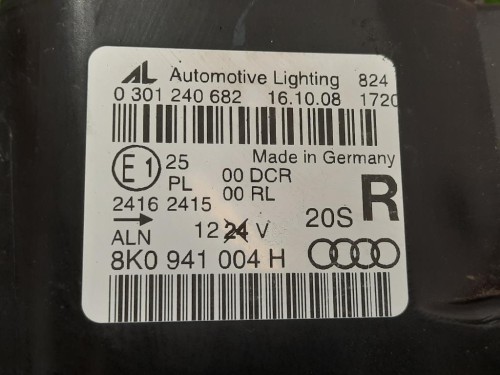 AL Automotive Lighting 824
0 301 240 682 16.10.08 1720
E1 25 00 DCR Made in Germany
PL 00 RL
2416 2415 R
→ 12 24 V 20S
ALN
8K0 941 004 H